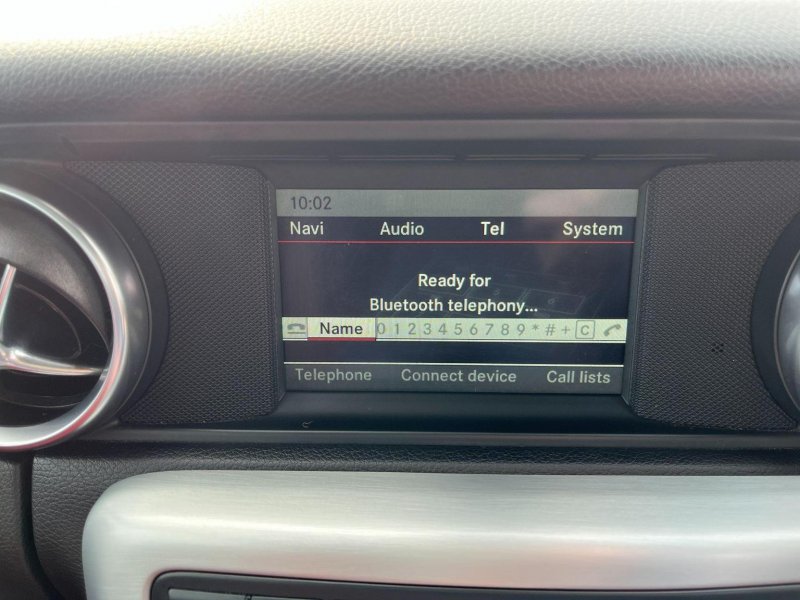 10:02
Navi Audio Tel System
Ready for
Bluetooth telephony...
Name 0 1 2 3 4 5 6 7 8 9 * # + C
Telephone Connect device Call lists